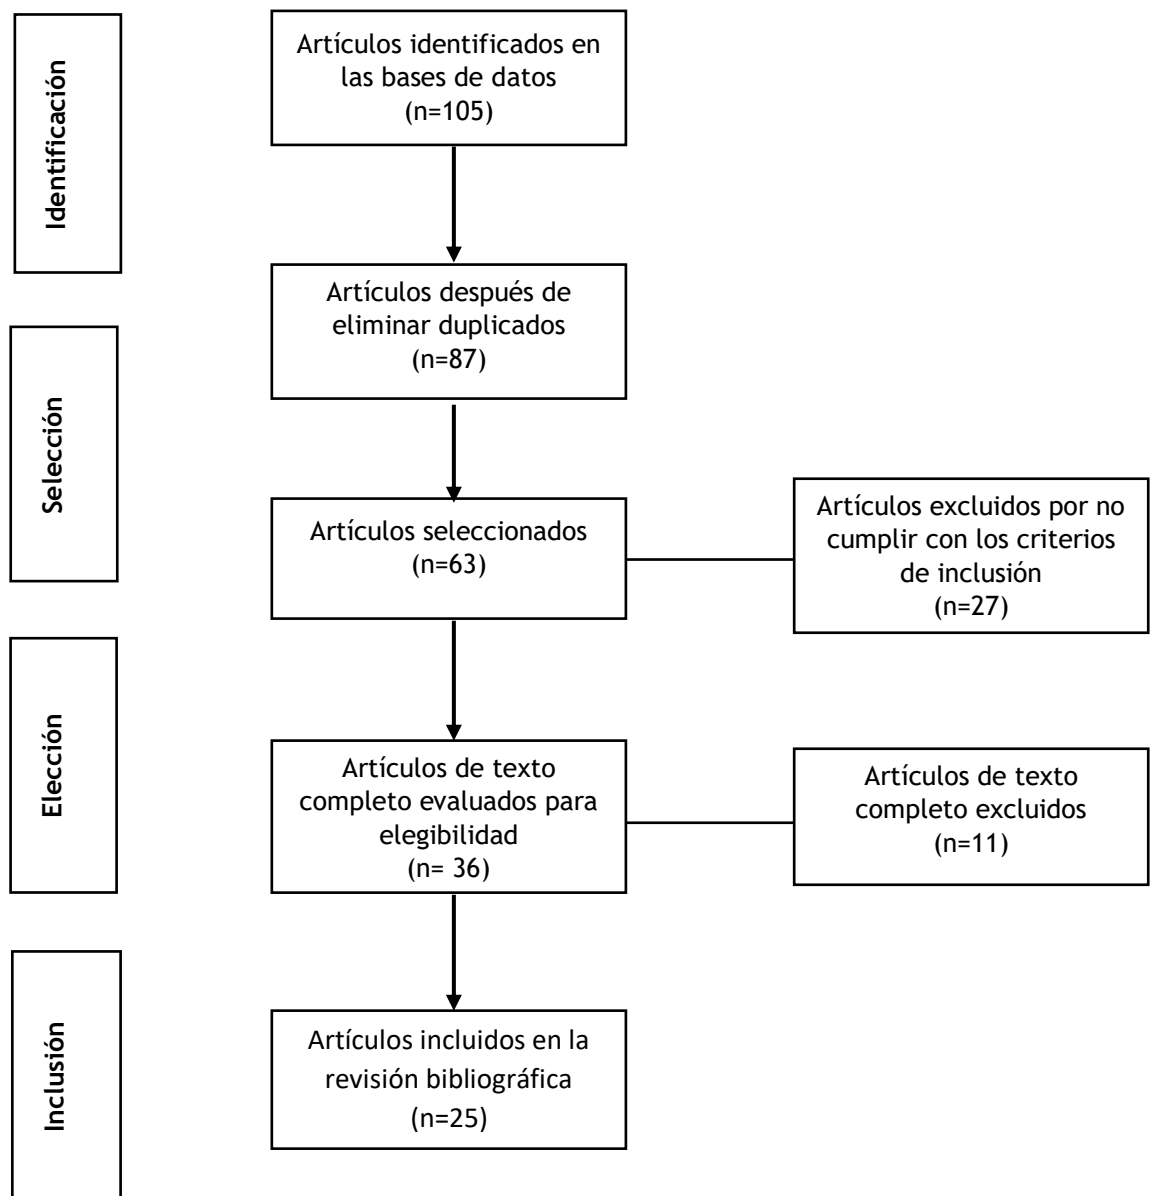 Identificación
Artículos identificados en
las bases de datos
(n=105)
Artículos después de
eliminar duplicados
(n=87)
Selección
Artículos seleccionados
(n=63)
Artículos excluidos por no
cumplir con los criterios
de inclusión
(n=27)
Elección
Artículos de texto
completo evaluados para
elegibilidad
(n= 36)
Artículos de texto
completo excluidos
(n=11)
Inclusión
Artículos incluidos en la
revisión bibliográfica
(n=25)